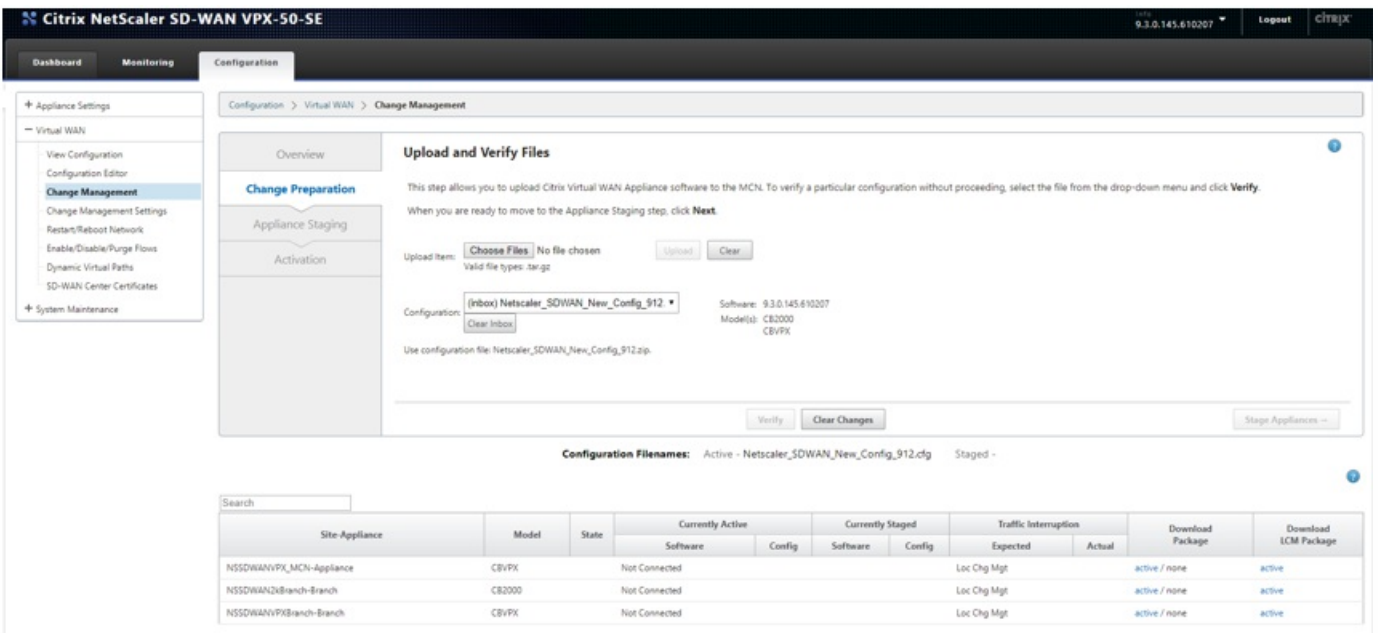 Citrix NetScaler SD-WAN VPX-50-SE
9.3.0.145.610207
Logout
CITRIX
Dashboard Monitoring Configuration
+ Appliance Settings
− Virtual WAN
View Configuration
Configuration Editor
Change Management
Change Management Settings
Restart/Reboot Network
Enable/Disable/Purge Flows
Dynamic Virtual Paths
SD-WAN Center Certificates
+ System Maintenance
Configuration > Virtual WAN > Change Management
Overview
Change Preparation
Appliance Staging
Activation
Upload and Verify Files
This step allows you to upload Citrix Virtual WAN Appliance software to the MCN. To verify a particular configuration without proceeding, select the file from the drop-down menu and click Verify.
When you are ready to move to the Appliance Staging step, click Next.
Upload Item: Choose Files No file chosen Upload Clear
Valid file types: .tar.gz
Configuration: (inbox) Netscaler_SDWAN_New_Config_912.
Clear Inbox
Software: 9.3.0.145.610207
Model(s): CB2000
CBVPX
Use configuration file: Netscaler_SDWAN_New_Config_912.zip.
Verify Clear Changes Stage Appliances →
Configuration Filenames: Active - Netscaler_SDWAN_New_Config_912.cfg Staged -
Search
Site-Appliance Model State Currently Active Currently Staged Traffic Interruption Download Package Download LCM Package
Software Config Software Config Expected Actual
NSSDWANVPX_MCN-Appliance CBVPX Not Connected Loc Chg Mgt active / none active
NSSDWAN2kBranch-Branch CB2000 Not Connected Loc Chg Mgt active / none active
NSSDWANVPXBranch-Branch CBVPX Not Connected Loc Chg Mgt active / none active